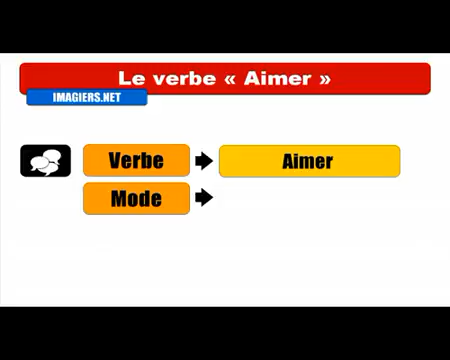 Le verbe « Aimer »
IMAGIERS.NET
Verbe Aimer
Mode